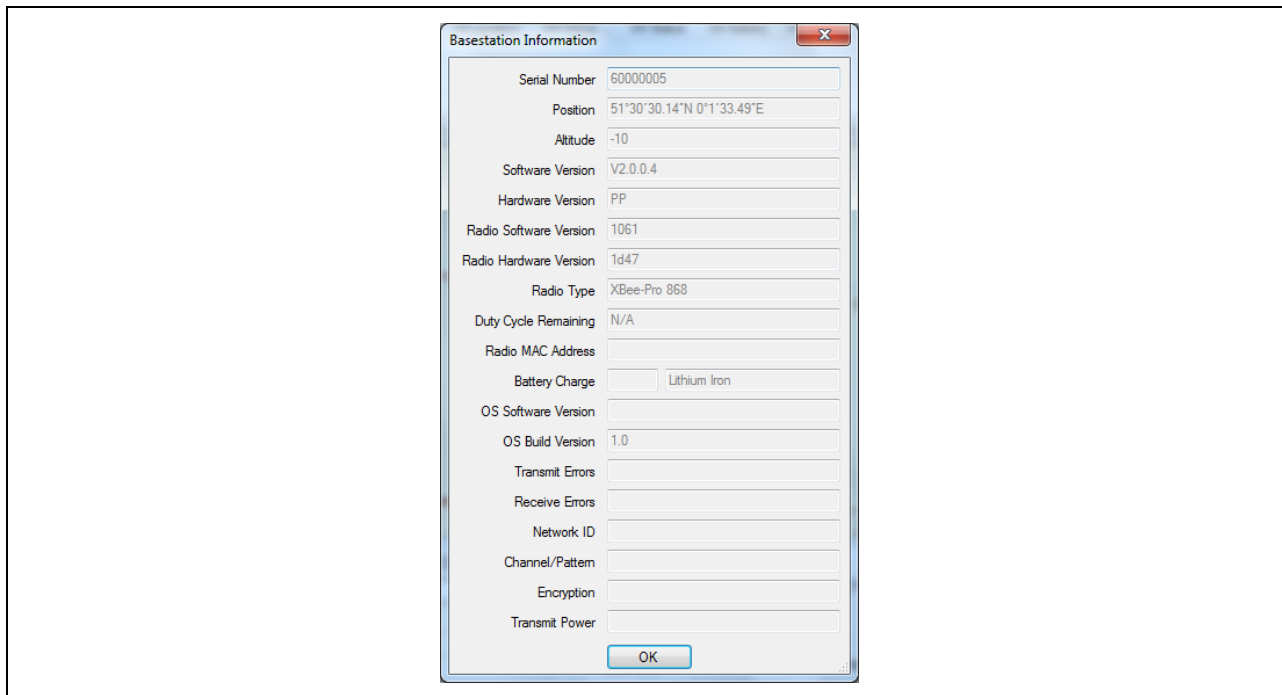 Basestation Information
Serial Number 60000005
Position 51°30'30.14"N 0°1'33.49"E
Altitude -10
Software Version V2.0.0.4
Hardware Version PP
Radio Software Version 1061
Radio Hardware Version 1d47
Radio Type XBee-Pro 868
Duty Cycle Remaining N/A
Radio MAC Address
Battery Charge Lithium Iron
OS Software Version
OS Build Version 1.0
Transmit Errors
Receive Errors
Network ID
Channel/Pattern
Encryption
Transmit Power
OK